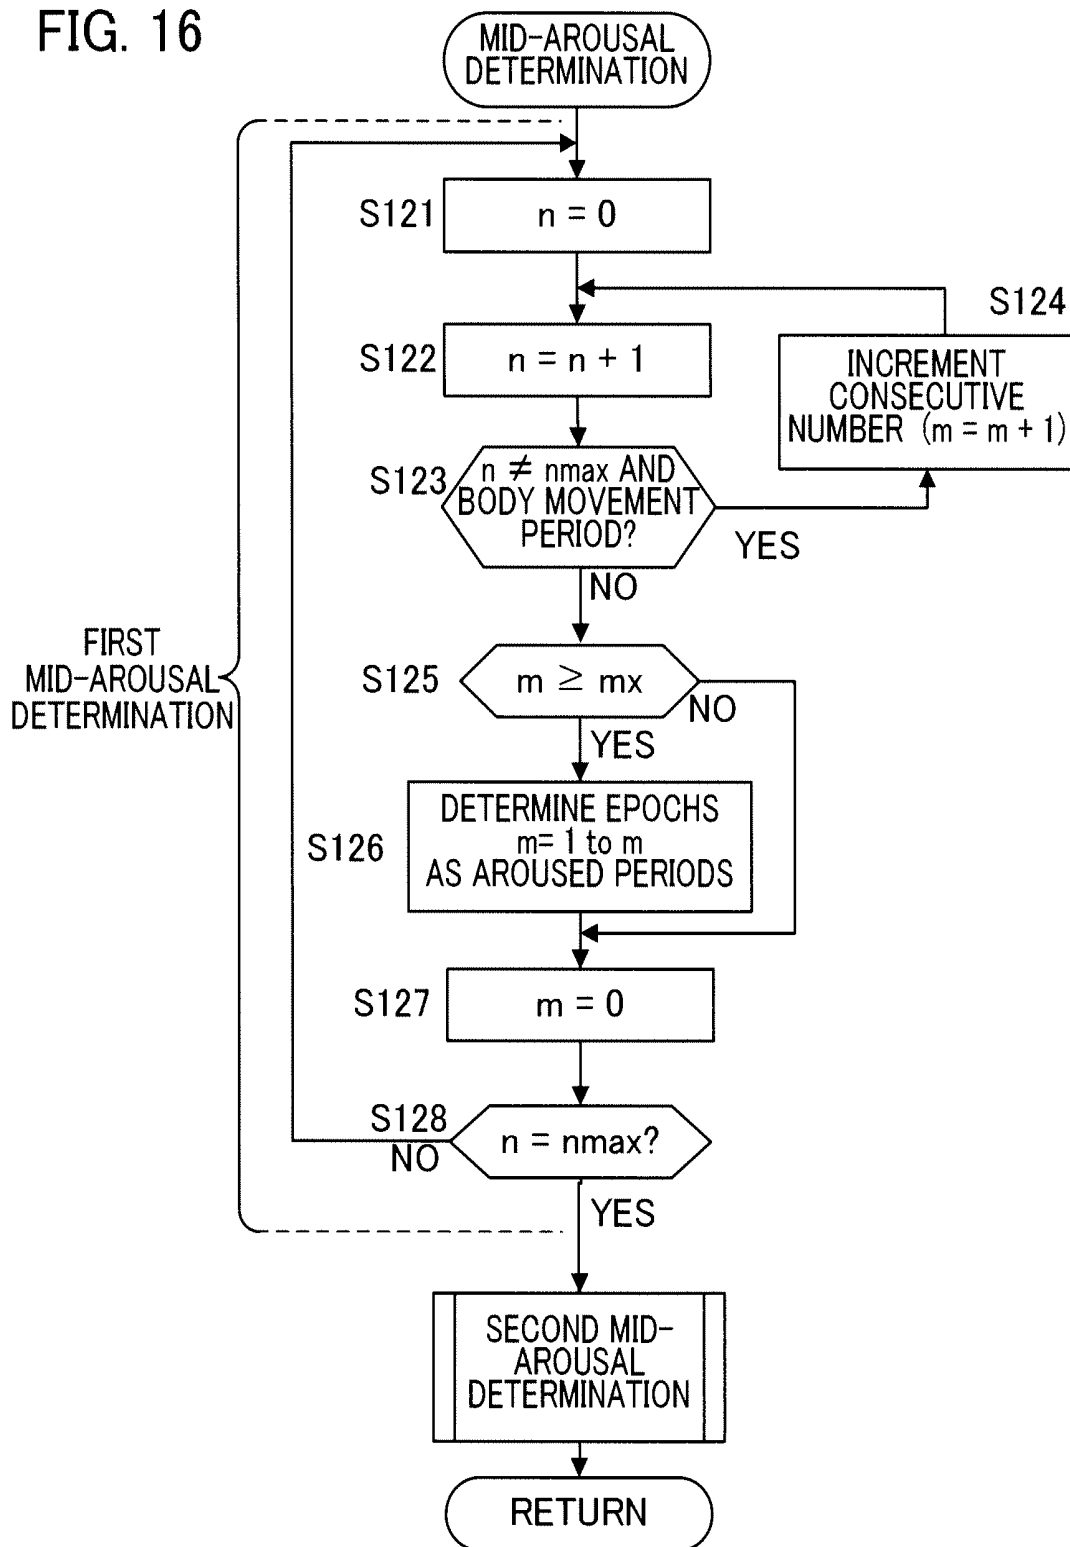 FIG. 16
MID-AROUSAL
DETERMINATION
S121
n = 0
S122
n = n + 1
S124
INCREMENT
CONSECUTIVE
NUMBER (m = m + 1)
S123
n ≠ nmax AND
BODY MOVEMENT
PERIOD?
YES
NO
FIRST
MID-AROUSAL
DETERMINATION
S125
m ≥ mx
NO
YES
S126
DETERMINE EPOCHS
m= 1 to m
AS AROUSED PERIODS
S127
m = 0
S128
n = nmax?
NO
YES
SECOND MID-
AROUSAL
DETERMINATION
RETURN